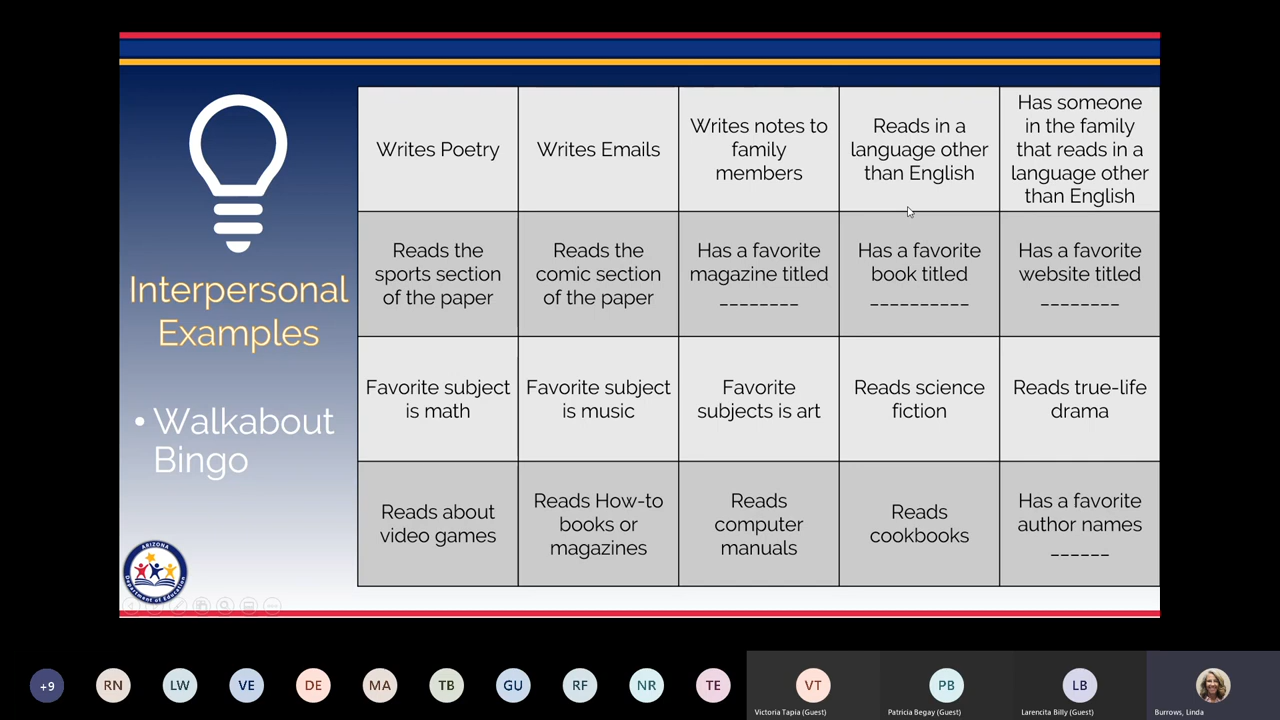 Interpersonal
Examples
• Walkabout
Bingo
Writes Poetry
Writes Emails
Writes notes to
family
members
Reads in a
language other
than English
Has someone
in the family
that reads in a
language other
than English
Reads the
sports section
of the paper
Reads the
comic section
of the paper
Has a favorite
magazine titled
________
Has a favorite
book titled
__________
Has a favorite
website titled
________
Favorite subject
is math
Favorite subject
is music
Favorite
subjects is art
Reads science
fiction
Reads true-life
drama
Reads about
video games
Reads How-to
books or
magazines
Reads
computer
manuals
Reads
cookbooks
Has a favorite
author names
______
ARIZONA
Department of Education
+9
RN
LW
VE
DE
MA
TB
GU
RF
NR
TE
VT
PB
LB
Victoria Tapia (Guest)
Patricia Begay (Guest)
Larencita Billy (Guest)
Burrows, Linda